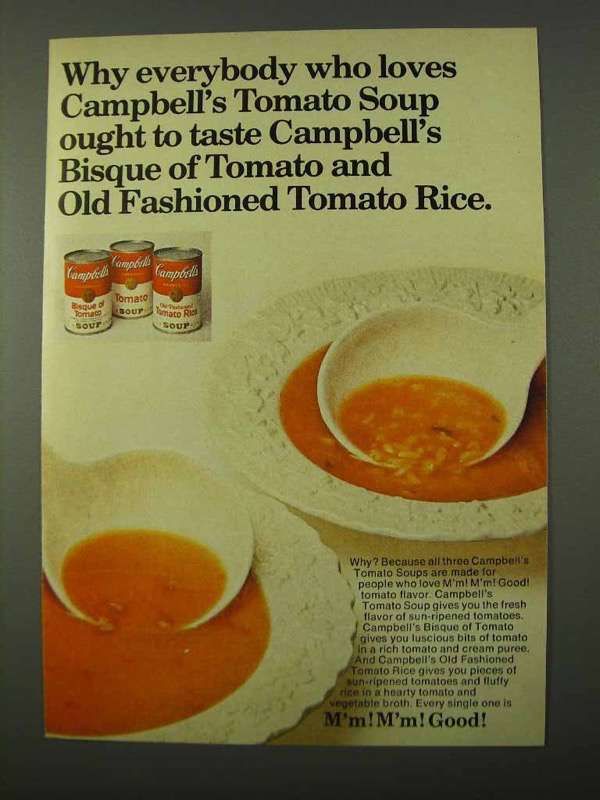 Why everybody who loves
Campbell's Tomato Soup
ought to taste Campbell's
Bisque of Tomato and
Old Fashioned Tomato Rice.
Campbell's
Bisque of
Tomato
SOUP
Campbell's
Tomato
SOUP
Campbell's
Old Fashioned
Tomato Rice
SOUP
Why? Because all three Campbell's
Tomato Soups are made for
people who love M'm! M'm! Good!
tomato flavor. Campbell's
Tomato Soup gives you the fresh
flavor of sun-ripened tomatoes.
Campbell's Bisque of Tomato
gives you luscious bits of tomato
in a rich tomato and cream puree.
And Campbell's Old Fashioned
Tomato Rice gives you pieces of
sun-ripened tomatoes and fluffy
rice in a hearty tomato and
vegetable broth. Every single one is
M'm! M'm! Good!